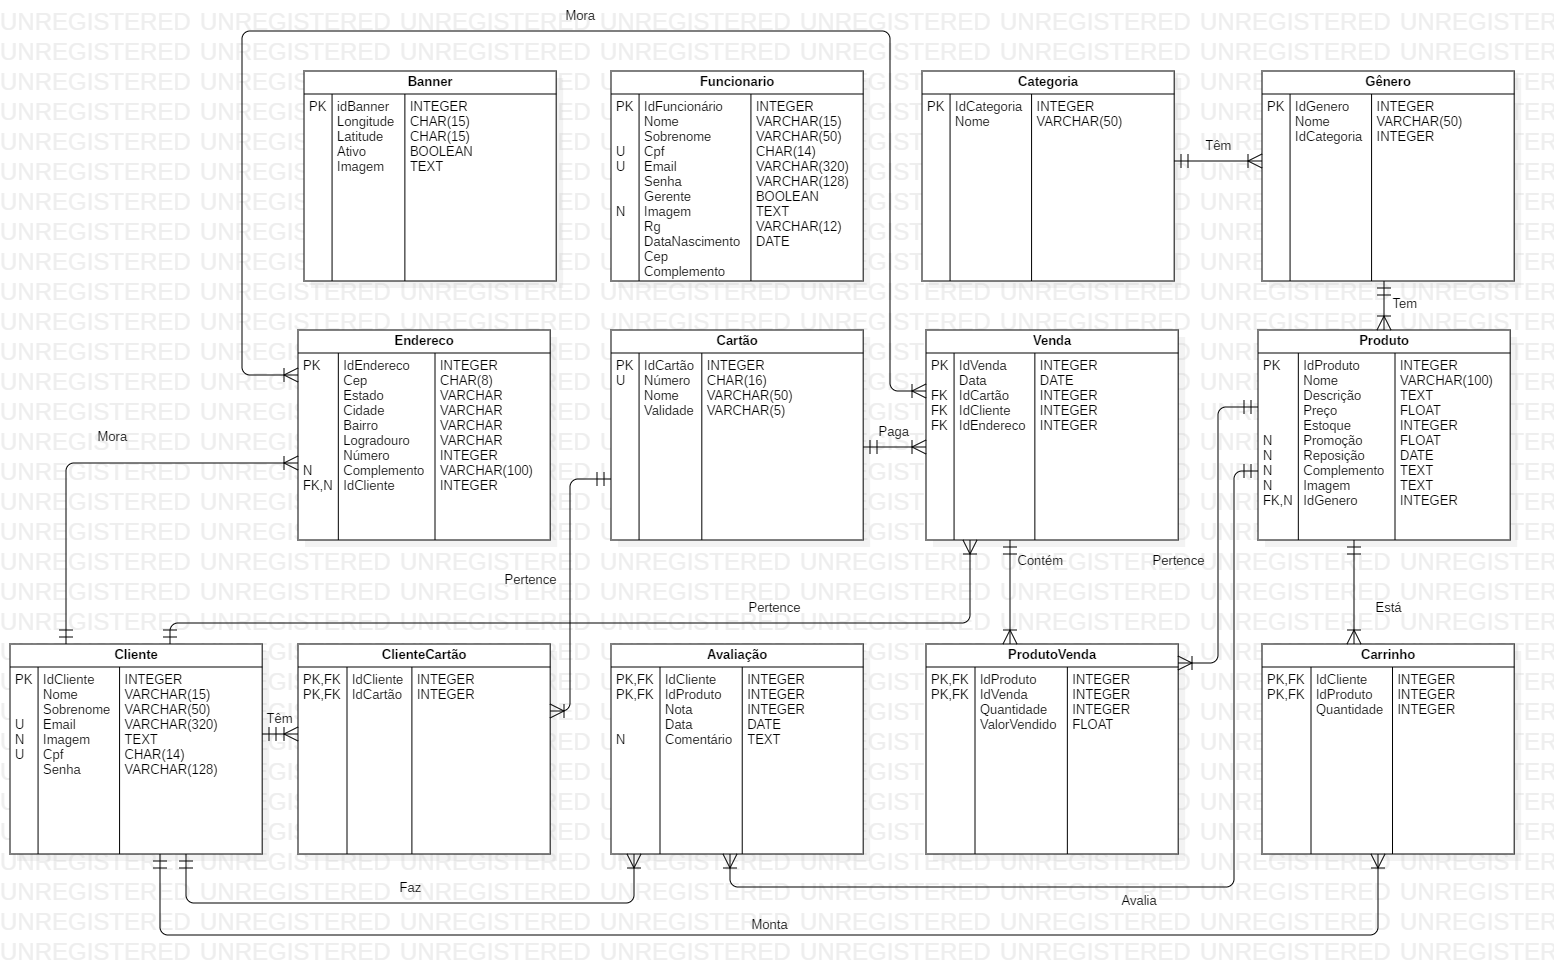 Mora
Banner
PK idBanner INTEGER
Longitude CHAR(15)
Latitude CHAR(15)
Ativo BOOLEAN
Imagem TEXT
Funcionario
PK IdFuncionário INTEGER
Nome VARCHAR(15)
Sobrenome VARCHAR(50)
U Cpf CHAR(14)
U Email VARCHAR(320)
Senha VARCHAR(128)
Gerente BOOLEAN
N Imagem TEXT
Rg VARCHAR(12)
DataNascimento DATE
Cep
Complemento
Categoria
PK IdCategoria INTEGER
Nome VARCHAR(50)
Têm
Gênero
PK IdGenero INTEGER
Nome VARCHAR(50)
IdCategoria INTEGER
Tem
Endereco
PK IdEndereco INTEGER
Cep CHAR(8)
Estado VARCHAR
Cidade VARCHAR
Bairro VARCHAR
Logradouro VARCHAR
Número INTEGER
N Complemento VARCHAR(100)
FK,N IdCliente INTEGER
Mora
Cartão
PK IdCartão INTEGER
U Número CHAR(16)
Nome VARCHAR(50)
Validade VARCHAR(5)
Paga
Venda
PK IdVenda INTEGER
Data DATE
FK IdCartão INTEGER
FK IdCliente INTEGER
FK IdEndereco INTEGER
Produto
PK IdProduto INTEGER
Nome VARCHAR(100)
Descrição TEXT
Preço FLOAT
Estoque INTEGER
N Promoção FLOAT
N Reposição DATE
N Complemento TEXT
N Imagem TEXT
FK,N IdGenero INTEGER
Contém
Pertence
Pertence
Pertence
Está
Cliente
PK IdCliente INTEGER
Nome VARCHAR(15)
Sobrenome VARCHAR(50)
U Email VARCHAR(320)
N Imagem TEXT
U Cpf CHAR(14)
Senha VARCHAR(128)
Têm
ClienteCartão
PK,FK IdCliente INTEGER
PK,FK IdCartão INTEGER
Avaliação
PK,FK IdCliente INTEGER
PK,FK IdProduto INTEGER
Nota INTEGER
Data DATE
N Comentário TEXT
ProdutoVenda
PK,FK IdProduto INTEGER
PK,FK IdVenda INTEGER
Quantidade INTEGER
ValorVendido FLOAT
Carrinho
PK,FK IdCliente INTEGER
PK,FK IdProduto INTEGER
Quantidade INTEGER
Faz
Avalia
Monta
UNREGISTERED